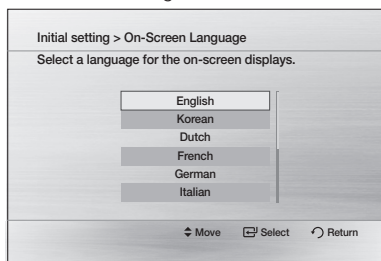 Initial setting > On-Screen Language
Select a language for the on-screen displays.
English
Korean
Dutch
French
German
Italian
Move Select Return